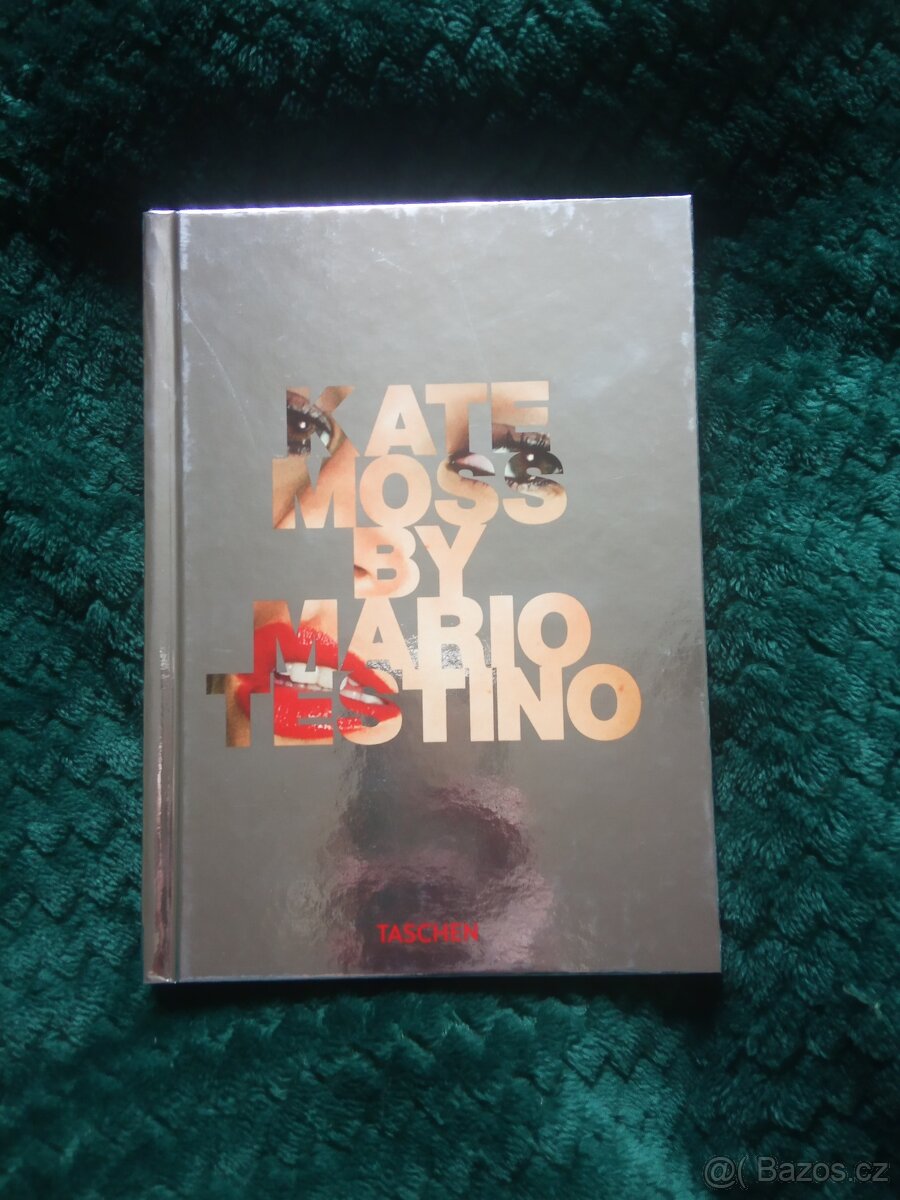 KATE
MOSS
BY
MARIO
TESTINO
TASCHEN
@( Bazos.cz